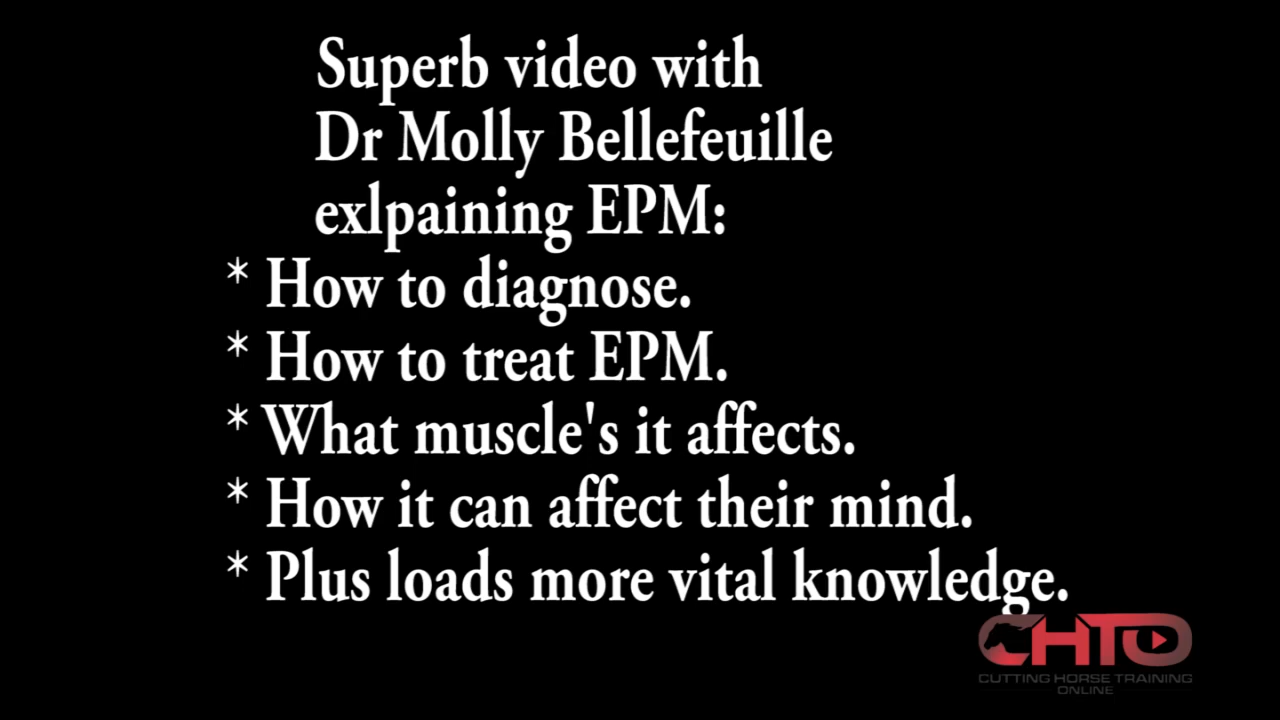 Superb video with
Dr Molly Bellefeuille
exlpaining EPM:
* How to diagnose.
* How to treat EPM.
* What muscle's it affects.
* How it can affect their mind.
* Plus loads more vital knowledge.
CHTO
CUTTING HORSE TRAINING
ONLINE